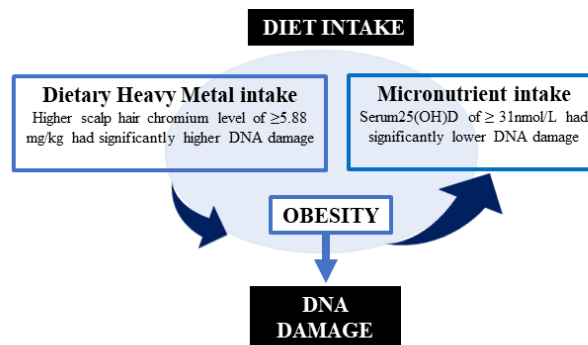 DIET INTAKE
Dietary Heavy Metal intake
Higher scalp hair chromium level of ≥5.88
mg/kg had significantly higher DNA damage
Micronutrient intake
Serum25(OH)D of ≥ 31nmol/L had
significantly lower DNA damage
OBESITY
DNA
DAMAGE